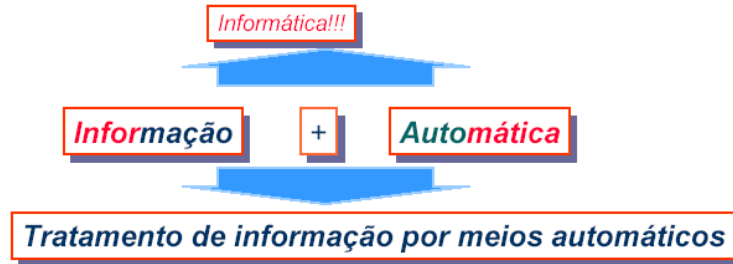 Informática!!!
Informação + Automática
Tratamento de informação por meios automáticos